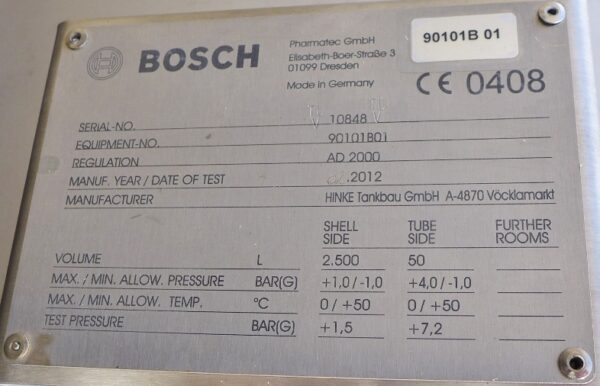 BOSCH
Pharmatec GmbH
Elisabeth-Boer-Straße 3
01099 Dresden
Made in Germany
90101B 01
CE 0408
SERIAL-NO. 10848
EQUIPMENT-NO. 90101B01
REGULATION AD 2000
MANUF. YEAR / DATE OF TEST .2012
MANUFACTURER HINKE Tankbau GmbH A-4870 Vöcklamarkt
SHELL SIDE TUBE SIDE FURTHER ROOMS
VOLUME L 2.500 50
MAX. / MIN. ALLOW. PRESSURE BAR(G) +1,0 / -1,0 +4,0 / -1,0
MAX. / MIN. ALLOW. TEMP. °C 0 / +50 0 / +50
TEST PRESSURE BAR(G) +1,5 +7,2